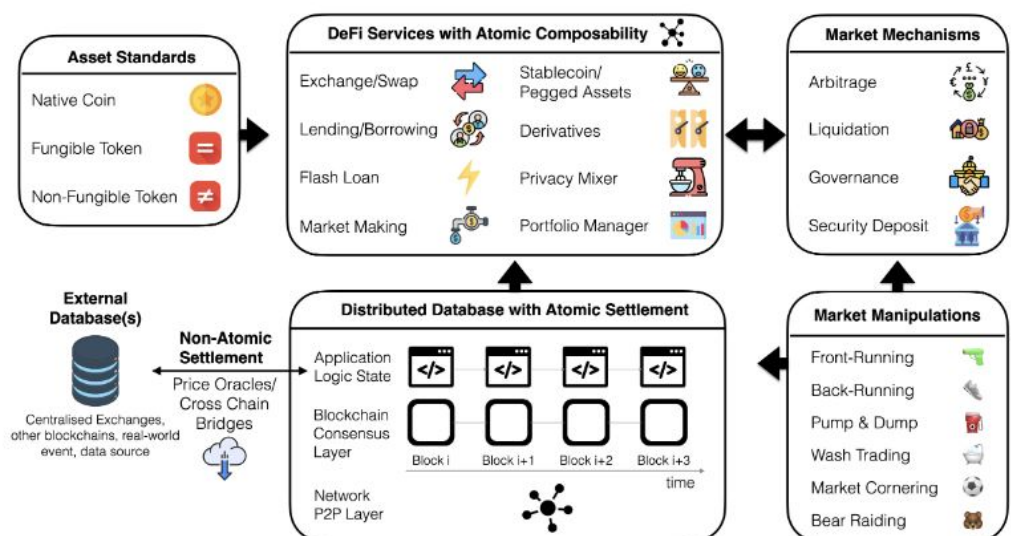 Asset Standards
Native Coin
Fungible Token
=
Non-Fungible Token
≠
DeFi Services with Atomic Composability
Exchange/Swap
Lending/Borrowing
Flash Loan
Market Making
Stablecoin/
Pegged Assets
Derivatives
Privacy Mixer
Portfolio Manager
Market Mechanisms
Arbitrage
Liquidation
Governance
Security Deposit
External
Database(s)
Centralised Exchanges,
other blockchains, real-world
event, data source
Non-Atomic
Settlement
Price Oracles/
Cross Chain
Bridges
Distributed Database with Atomic Settlement
Application
Logic State
</> </> </> </>
Blockchain
Consensus
Layer
Block i Block i+1 Block i+2 Block i+3
time
Network
P2P Layer
Market Manipulations
Front-Running
Back-Running
Pump & Dump
Wash Trading
Market Cornering
Bear Raiding